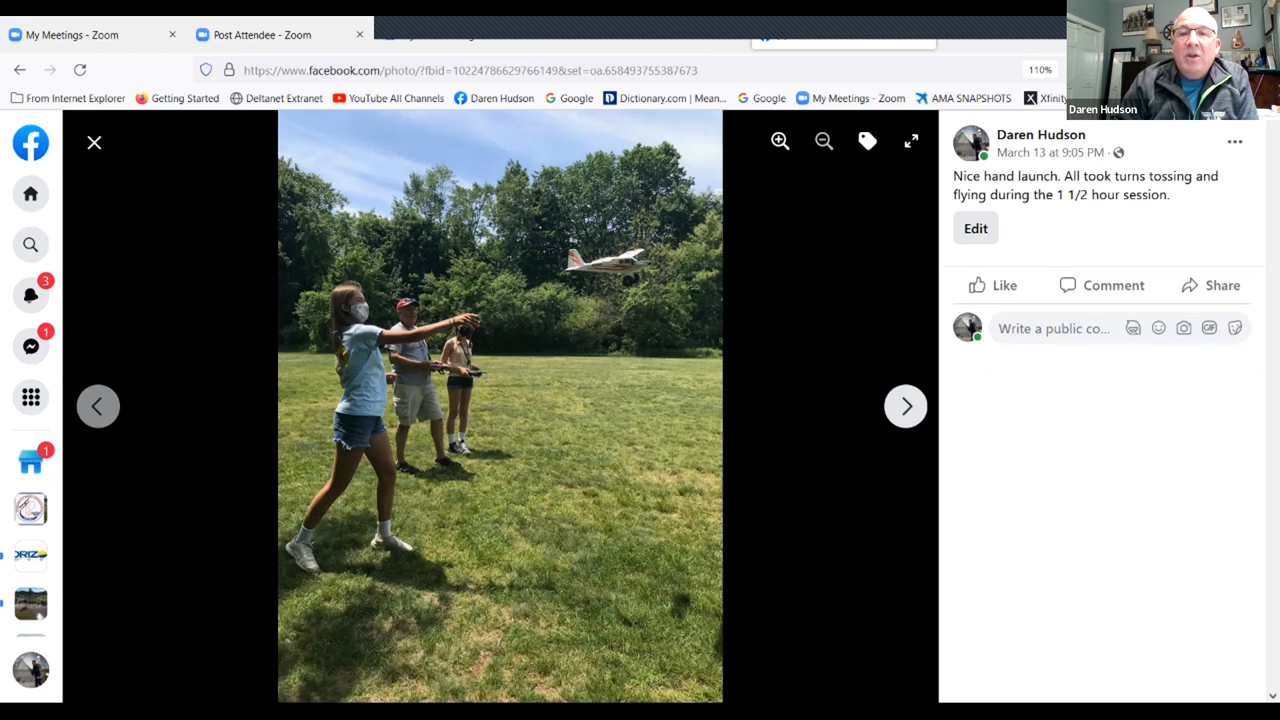 My Meetings - Zoom
Post Attendee - Zoom
https://www.facebook.com/photo/?fbid=10224786629766149&set=oa.658493755387673
110%
From Internet Explorer
Getting Started
Deltanet Extranet
YouTube All Channels
Daren Hudson
Google
Dictionary.com | Mean...
Google
My Meetings - Zoom
AMA SNAPSHOTS
Xfinity
Daren Hudson
Daren Hudson
March 13 at 9:05 PM ·
Nice hand launch. All took turns tossing and
flying during the 1 1/2 hour session.
Edit
Like
Comment
Share
Write a public co...
GIF
3
1
1
ORIZ